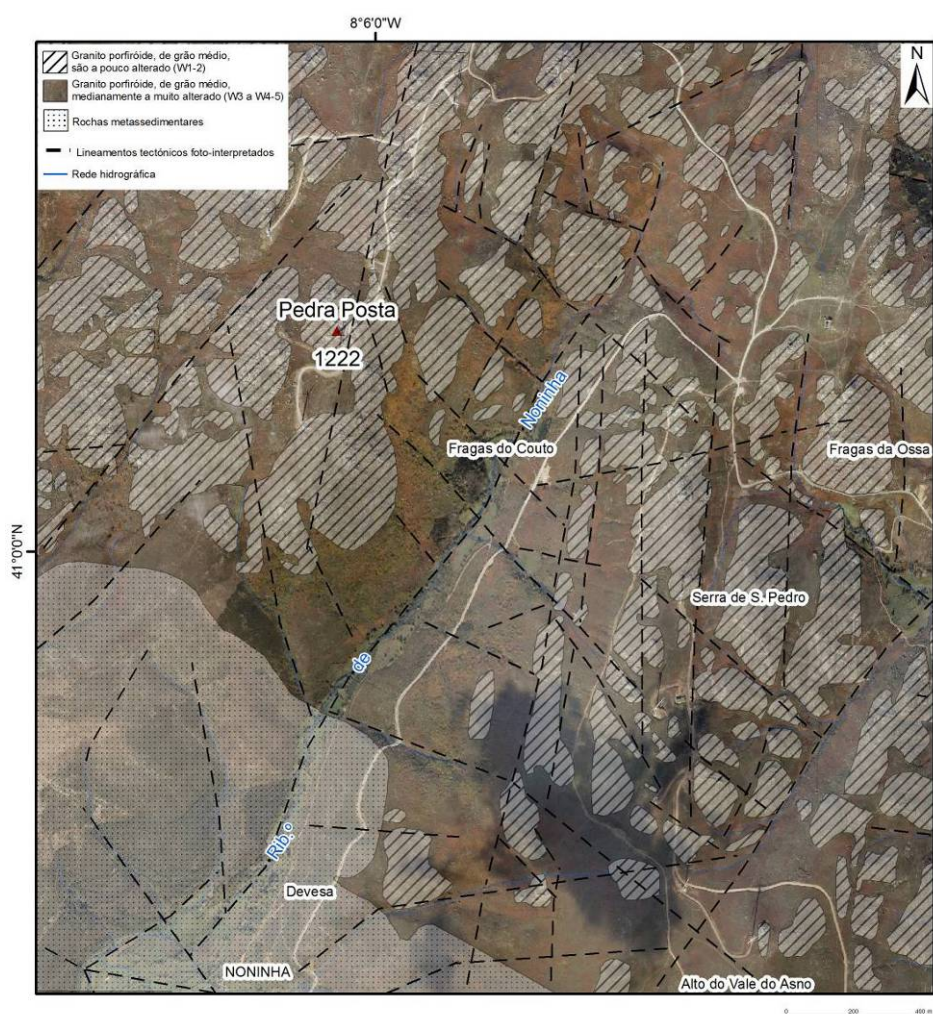 8°6'0"W
Granito porfiróide, de grão médio,
são a pouco alterado (W1-2)
Granito porfiróide, de grão médio,
medianamente a muito alterado (W3 a W4-5)
Rochas metassedimentares
Lineamentos tectónicos foto-interpretados
Rede hidrográfica
N
Pedra Posta
1222
Noninha
Fragas do Couto
Fragas da Ossa
41°0'0"N
Serra de S. Pedro
de
Rib.º
Devesa
NONINHA
Alto do Vale do Asno
0 200 400 m